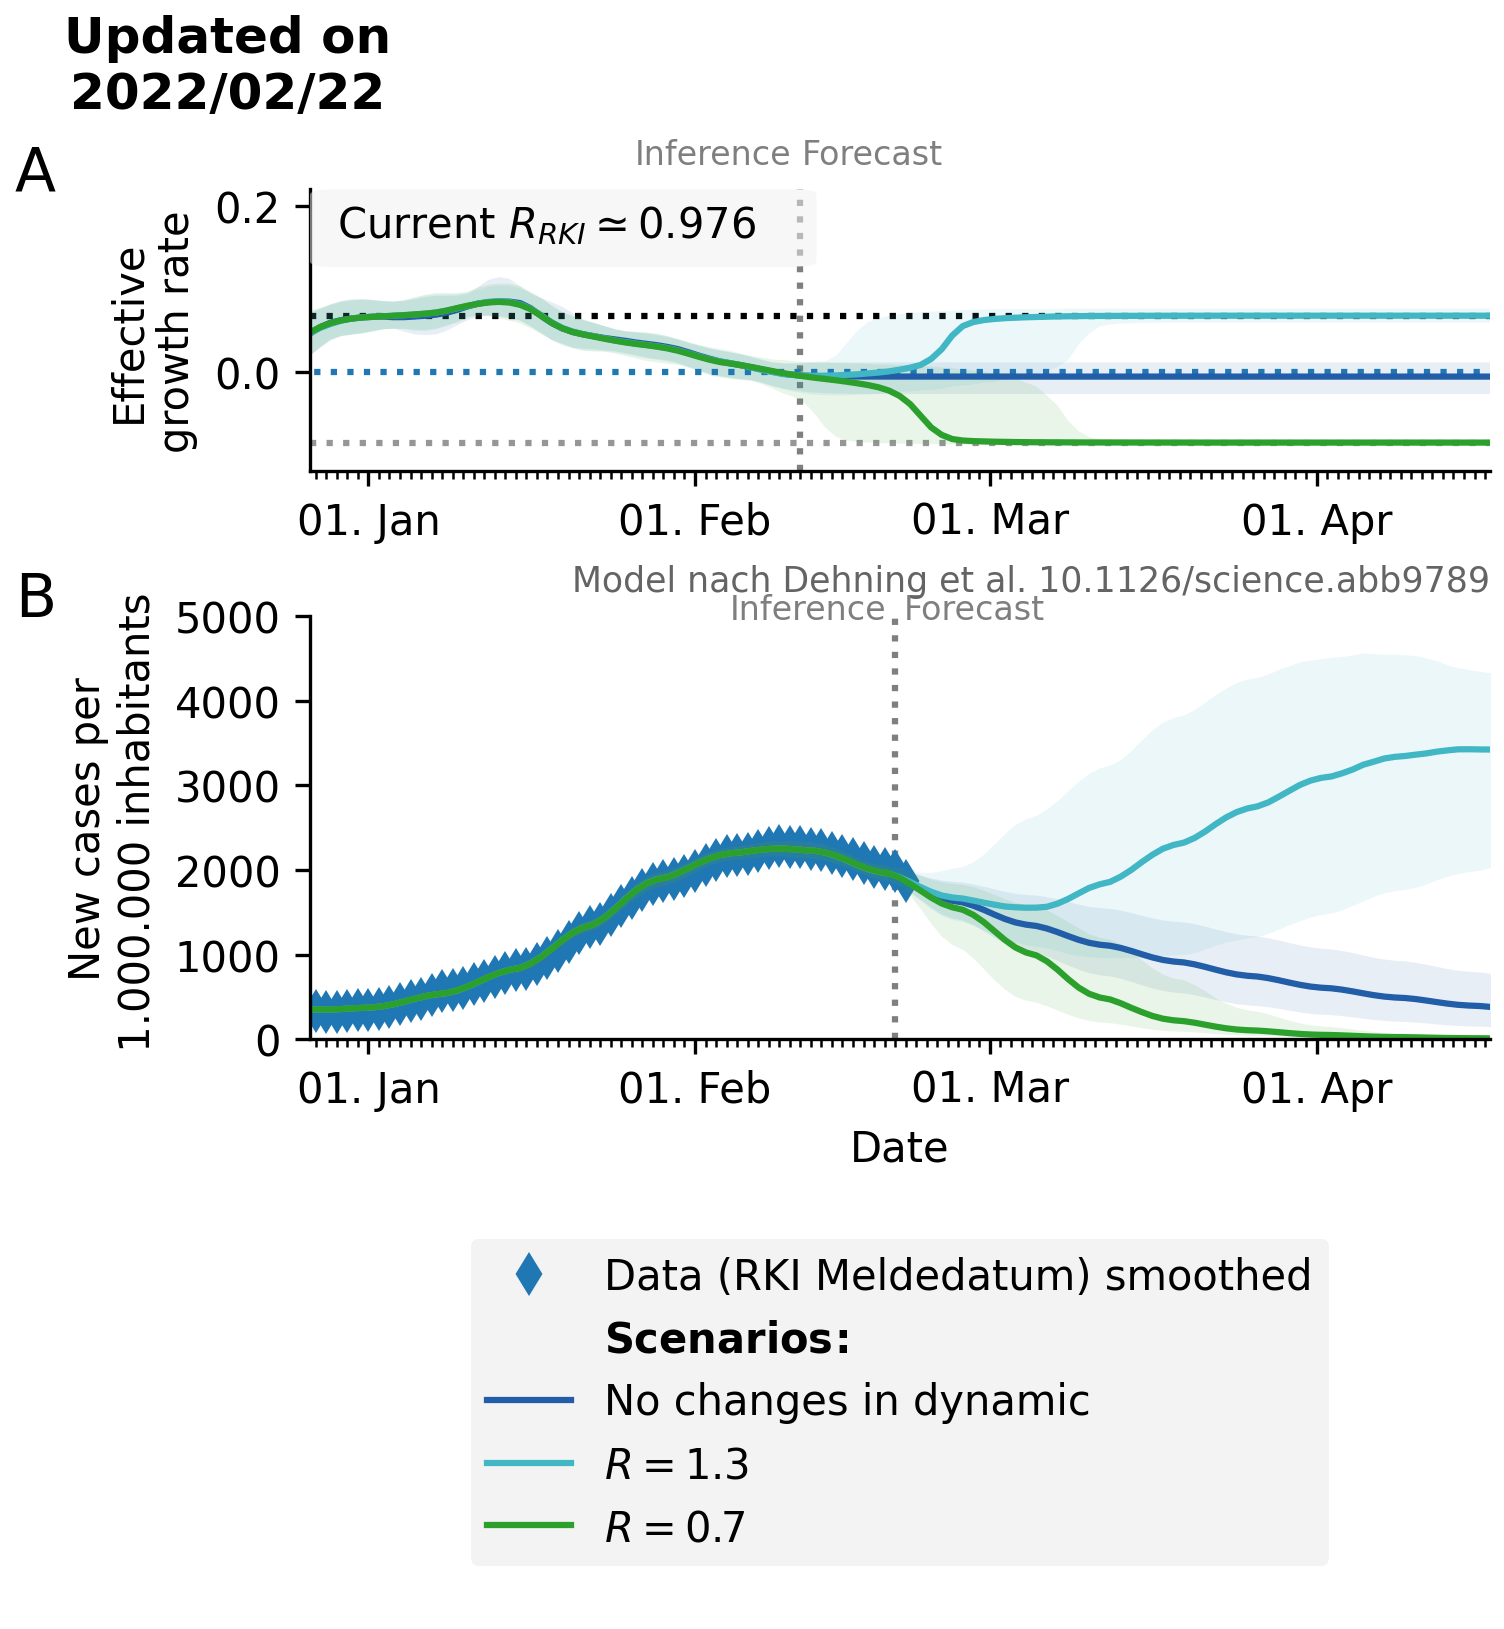 Updated on
2022/02/22
A
Inference Forecast
Effective
growth rate
0.2
0.0
Current R_RKI ≃ 0.976
01. Jan 01. Feb 01. Mar 01. Apr
B
Model nach Dehning et al. 10.1126/science.abb9789
Inference Forecast
New cases per
1.000.000 inhabitants
5000
4000
3000
2000
1000
0
01. Jan 01. Feb 01. Mar 01. Apr
Date
Data (RKI Meldedatum) smoothed
Scenarios:
No changes in dynamic
R = 1.3
R = 0.7